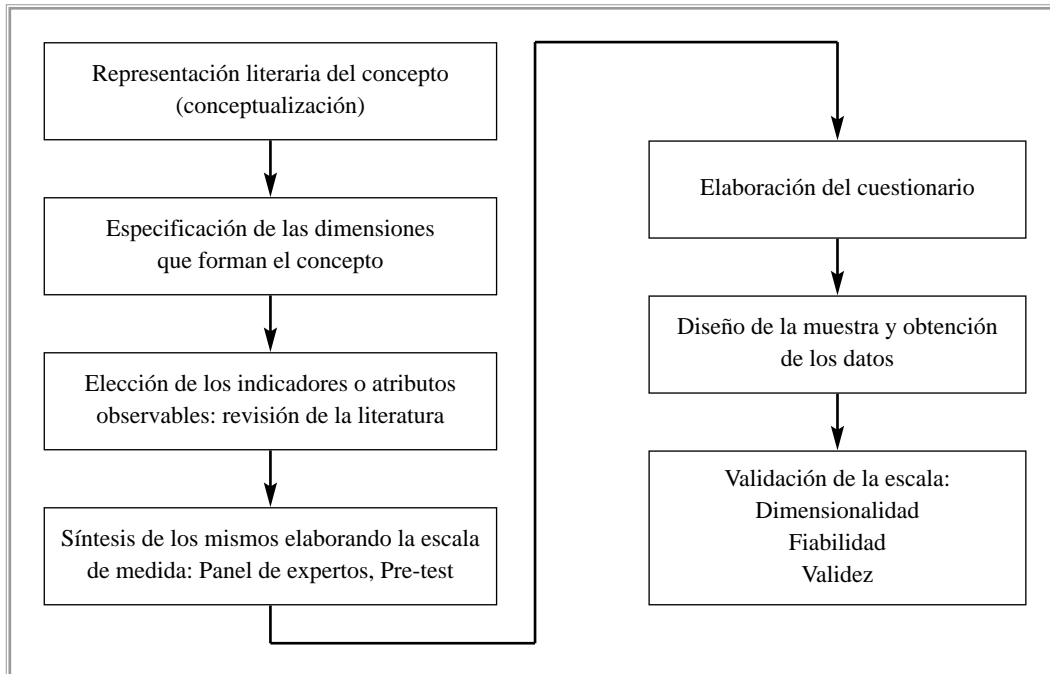 Representación literaria del concepto
(conceptualización)
Especificación de las dimensiones
que forman el concepto
Elección de los indicadores o atributos
observables: revisión de la literatura
Síntesis de los mismos elaborando la escala
de medida: Panel de expertos, Pre-test
Elaboración del cuestionario
Diseño de la muestra y obtención
de los datos
Validación de la escala:
Dimensionalidad
Fiabilidad
Validez